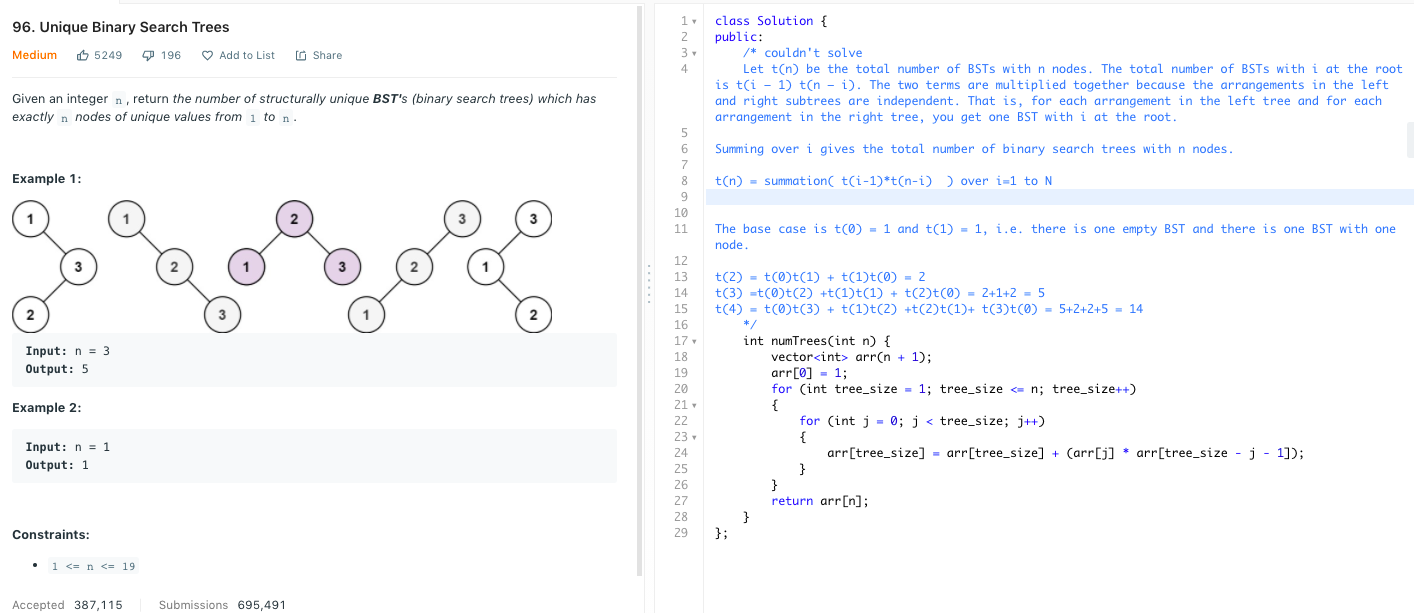 96. Unique Binary Search Trees
Medium 5249 196 Add to List Share
Given an integer n, return the number of structurally unique BST's (binary search trees) which has
exactly n nodes of unique values from 1 to n.
Example 1:
1 1 2 3 3
3 2 1 3 2 1
2 3 1 2
Input: n = 3
Output: 5
Example 2:
Input: n = 1
Output: 1
Constraints:
• 1 <= n <= 19
Accepted 387,115 Submissions 695,491
1 class Solution {
2 public:
3 /* couldn't solve
4 Let t(n) be the total number of BSTs with n nodes. The total number of BSTs with i at the root
is t(i – 1) t(n – i). The two terms are multiplied together because the arrangements in the left
and right subtrees are independent. That is, for each arrangement in the left tree and for each
arrangement in the right tree, you get one BST with i at the root.
5
6 Summing over i gives the total number of binary search trees with n nodes.
7
8 t(n) = summation( t(i-1)*t(n-i)  ) over i=1 to N
9
10
11 The base case is t(0) = 1 and t(1) = 1, i.e. there is one empty BST and there is one BST with one
node.
12
13 t(2) = t(0)t(1) + t(1)t(0) = 2
14 t(3) =t(0)t(2) +t(1)t(1) + t(2)t(0) = 2+1+2 = 5
15 t(4) = t(0)t(3) + t(1)t(2) +t(2)t(1)+ t(3)t(0) = 5+2+2+5 = 14
16 */
17 int numTrees(int n) {
18 vector<int> arr(n + 1);
19 arr[0] = 1;
20 for (int tree_size = 1; tree_size <= n; tree_size++)
21 {
22 for (int j = 0; j < tree_size; j++)
23 {
24 arr[tree_size] = arr[tree_size] + (arr[j] * arr[tree_size - j - 1]);
25 }
26 }
27 return arr[n];
28 }
29 };